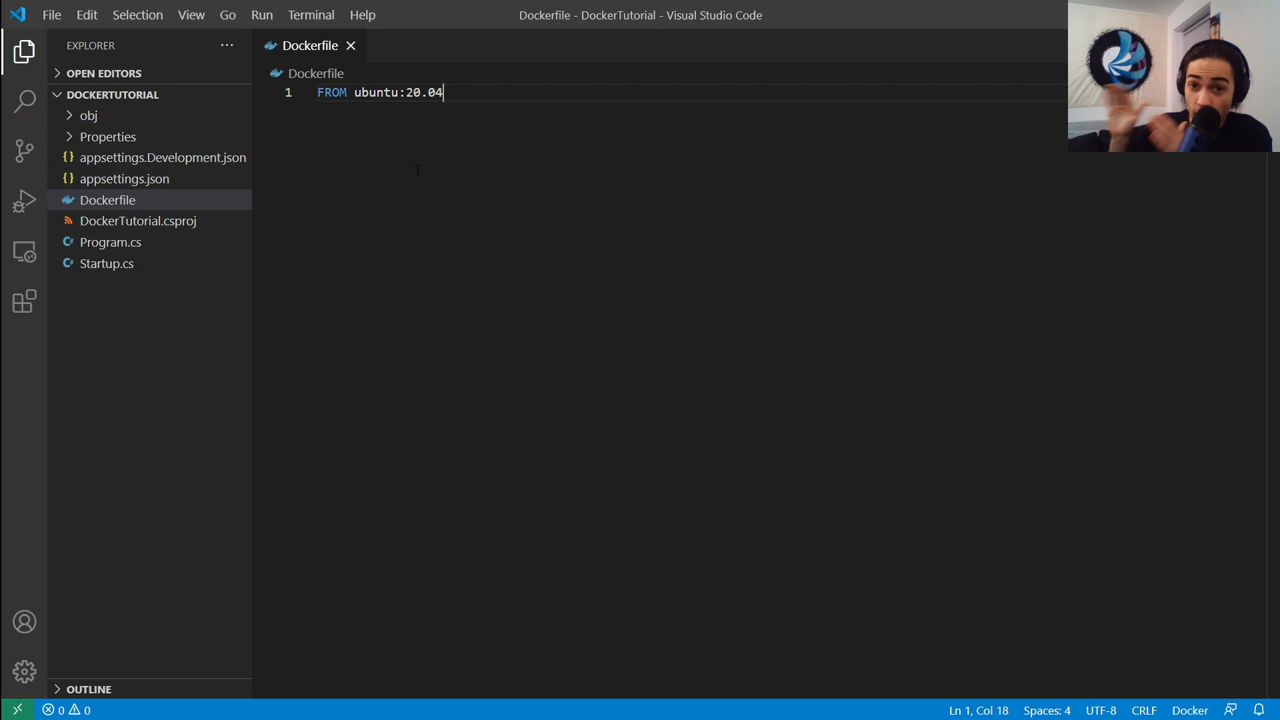 File Edit Selection View Go Run Terminal Help
Dockerfile - DockerTutorial - Visual Studio Code
EXPLORER
Dockerfile
OPEN EDITORS
Dockerfile
DOCKERTUTORIAL
1 FROM ubuntu:20.04
obj
Properties
appsettings.Development.json
appsettings.json
Dockerfile
DockerTutorial.csproj
Program.cs
Startup.cs
OUTLINE
0 0
Ln 1, Col 18 Spaces: 4 UTF-8 CRLF Docker